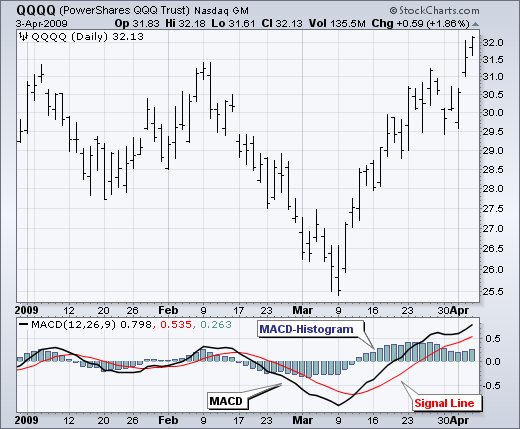 QQQQ (PowerShares QQQ Trust) Nasdaq GM © StockCharts.com
3-Apr-2009 Op 31.83 Hi 32.18 Lo 31.61 Cl 32.13 Vol 135.5M Chg +0.59 (+1.86%)
QQQQ (Daily) 32.13
32.0
31.5
31.0
30.5
30.0
29.5
29.0
28.5
28.0
27.5
27.0
26.5
26.0
25.5
2009 12 20 26 Feb 9 17 23 Mar 9 16 23 30 Apr
MACD(12,26,9) 0.798, 0.535, 0.263
MACD-Histogram
0.5
0.0
-0.5
MACD
Signal Line
2009 12 20 26 Feb 9 17 23 Mar 9 16 23 30 Apr